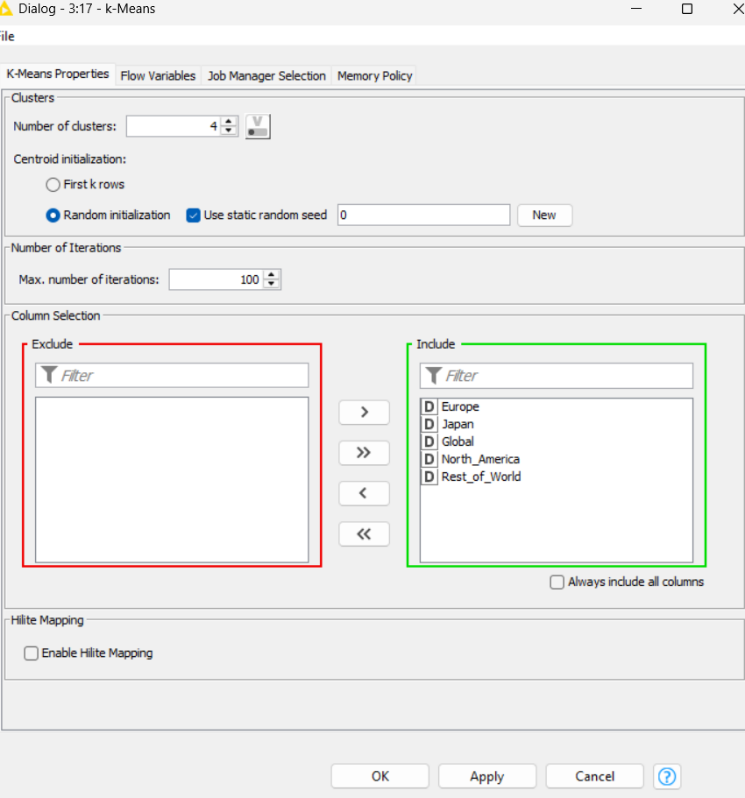 Dialog - 3:17 - k-Means
File
K-Means Properties Flow Variables Job Manager Selection Memory Policy
Clusters
Number of clusters: 4 V
Centroid initialization:
First k rows
Random initialization Use static random seed 0 New
Number of Iterations
Max. number of iterations: 100
Column Selection
Exclude Include
Filter Filter
D Europe
> D Japan
D Global
>> D North_America
D Rest_of_World
<
<<
Always include all columns
Hilite Mapping
Enable Hilite Mapping
OK Apply Cancel ?